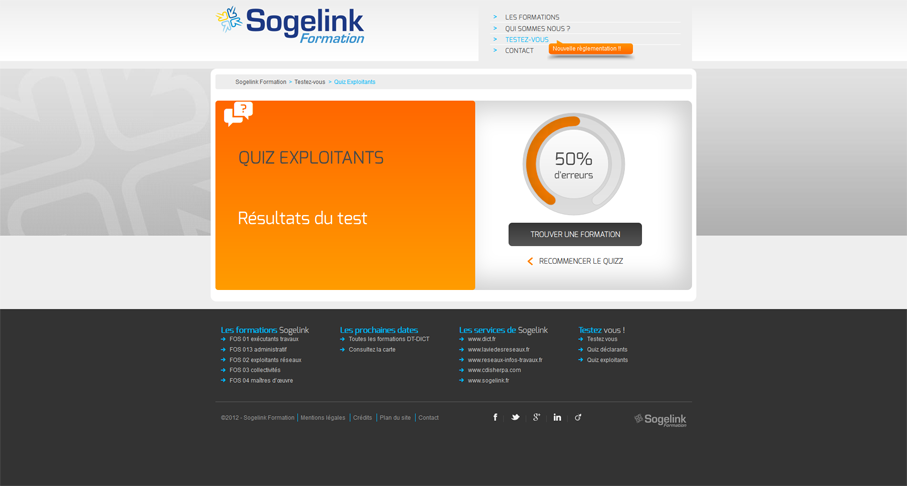 Sogelink
Formation
> LES FORMATIONS
> QUI SOMMES NOUS ?
> TESTEZ-VOUS
> CONTACT
Nouvelle règlementation !!
Sogelink Formation > Testez-vous > Quiz Exploitants
?
QUIZ EXPLOITANTS
Résultats du test
50%
d'erreurs
TROUVER UNE FORMATION
RECOMMENCER LE QUIZZ
Les formations Sogelink
FOS 01 exécutants travaux
FOS 013 administratif
FOS 02 exploitants réseaux
FOS 03 collectivités
FOS 04 maîtres d'œuvre
Les prochaines dates
Toutes les formations DT-DICT
Consultez la carte
Les services de Sogelink
www.dict.fr
www.laviedesreseaux.fr
www.reseaux-infos-travaux.fr
www.cdisherpa.com
www.sogelink.fr
Testez vous !
Testez vous
Quiz déclarants
Quiz exploitants
©2012 - Sogelink Formation | Mentions légales | Crédits | Plan du site | Contact
Sogelink
Formation